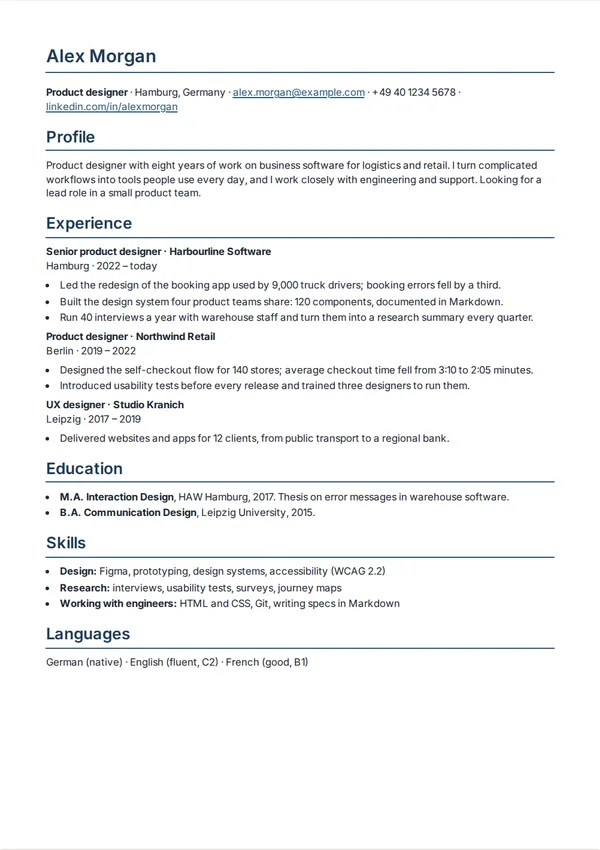 Alex Morgan
Product designer · Hamburg, Germany · alex.morgan@example.com · +49 40 1234 5678 ·
linkedin.com/in/alexmorgan
Profile
Product designer with eight years of work on business software for logistics and retail. I turn complicated
workflows into tools people use every day, and I work closely with engineering and support. Looking for a
lead role in a small product team.
Experience
Senior product designer · Harbourline Software
Hamburg · 2022 – today
• Led the redesign of the booking app used by 9,000 truck drivers; booking errors fell by a third.
• Built the design system four product teams share: 120 components, documented in Markdown.
• Run 40 interviews a year with warehouse staff and turn them into a research summary every quarter.
Product designer · Northwind Retail
Berlin · 2019 – 2022
• Designed the self-checkout flow for 140 stores; average checkout time fell from 3:10 to 2:05 minutes.
• Introduced usability tests before every release and trained three designers to run them.
UX designer · Studio Kranich
Leipzig · 2017 – 2019
• Delivered websites and apps for 12 clients, from public transport to a regional bank.
Education
• M.A. Interaction Design, HAW Hamburg, 2017. Thesis on error messages in warehouse software.
• B.A. Communication Design, Leipzig University, 2015.
Skills
• Design: Figma, prototyping, design systems, accessibility (WCAG 2.2)
• Research: interviews, usability tests, surveys, journey maps
• Working with engineers: HTML and CSS, Git, writing specs in Markdown
Languages
German (native) · English (fluent, C2) · French (good, B1)